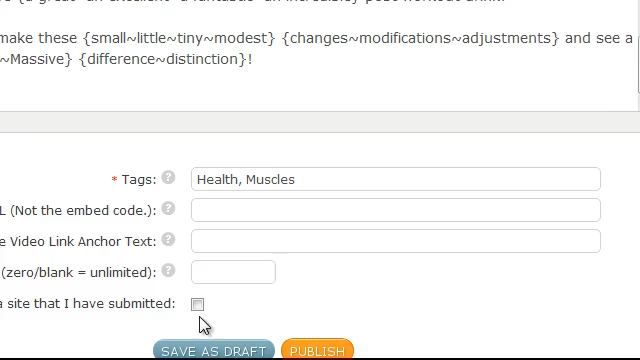 make these {small~little~tiny~modest} {changes~modifications~adjustments} and see a
~Massive} {difference~distinction}!
* Tags: ? Health, Muscles
(Not the embed code.): ?
Video Link Anchor Text: ?
(zero/blank = unlimited): ?
a site that I have submitted:
SAVE AS DRAFT PUBLISH